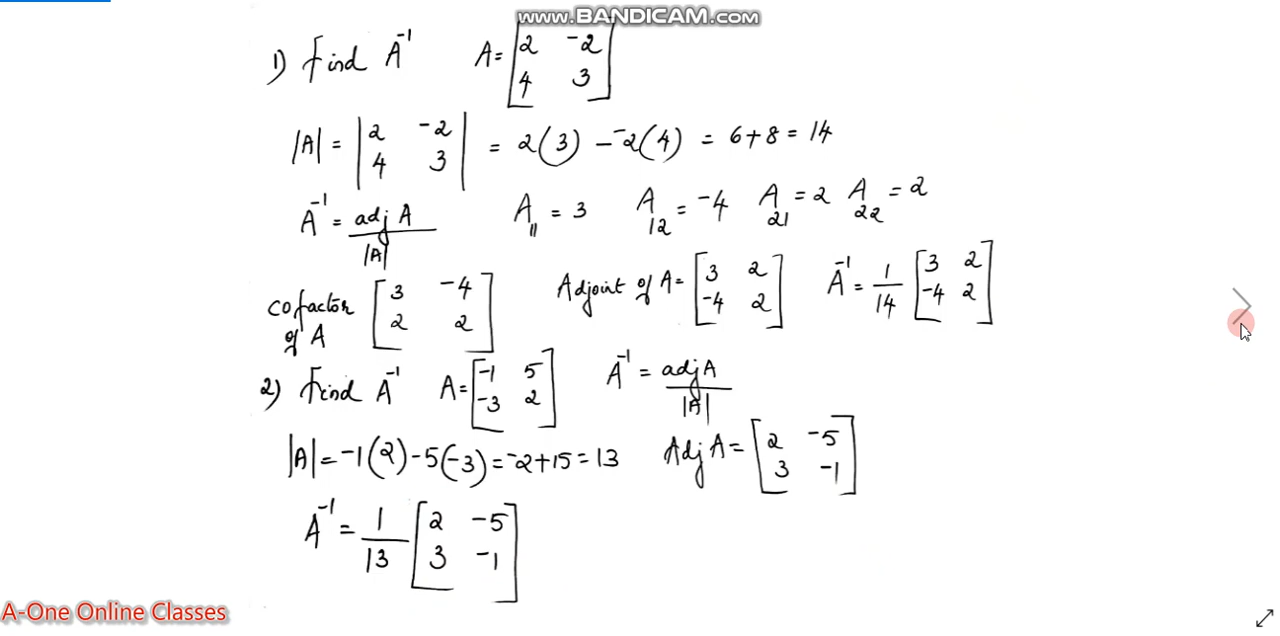 www.BANDICAM.com
1) Find A⁻¹ A = [2 -2
4 3]
|A| = |2 -2
4 3| = 2(3) - -2(4) = 6+8 = 14
A⁻¹ = adj A / |A| A₁₁ = 3 A₁₂ = -4 A₂₁ = 2 A₂₂ = 2
cofactor of A [3 -4
2 2] Adjoint of A = [3 2
-4 2] A⁻¹ = 1/14 [3 2
-4 2]
2) Find A⁻¹ A = [-1 5
-3 2] A⁻¹ = adj A / |A|
|A| = -1(2) - 5(-3) = -2+15 = 13 Adj A = [2 -5
3 -1]
A⁻¹ = 1/13 [2 -5
3 -1]
A-One Online Classes